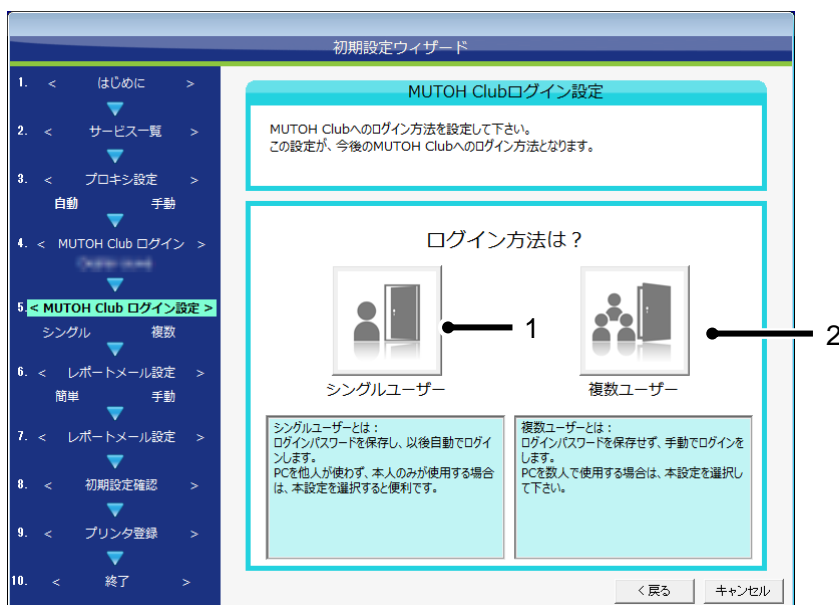 初期設定ウィザード
1. < はじめに >
2. < サービス一覧 >
3. < プロキシ設定 >
自動 手動
4. < MUTOH Club ログイン >
5. < MUTOH Club ログイン設定 >
シングル 複数
6. < レポートメール設定 >
簡単 手動
7. < レポートメール設定 >
8. < 初期設定確認 >
9. < プリンタ登録 >
10. < 終了 >
MUTOH Clubログイン設定
MUTOH Clubへのログイン方法を設定して下さい。
この設定が、今後のMUTOH Clubへのログイン方法となります。
ログイン方法は？
1
2
シングルユーザー
複数ユーザー
シングルユーザーとは：
ログインパスワードを保存し、以後自動でログイ
ンします。
PCを他人が使わず、本人のみが使用する場合
は、本設定を選択すると便利です。
複数ユーザーとは：
ログインパスワードを保存せず、手動でログインを
します。
PCを数人で使用する場合は、本設定を選択し
て下さい。
<戻る
キャンセル